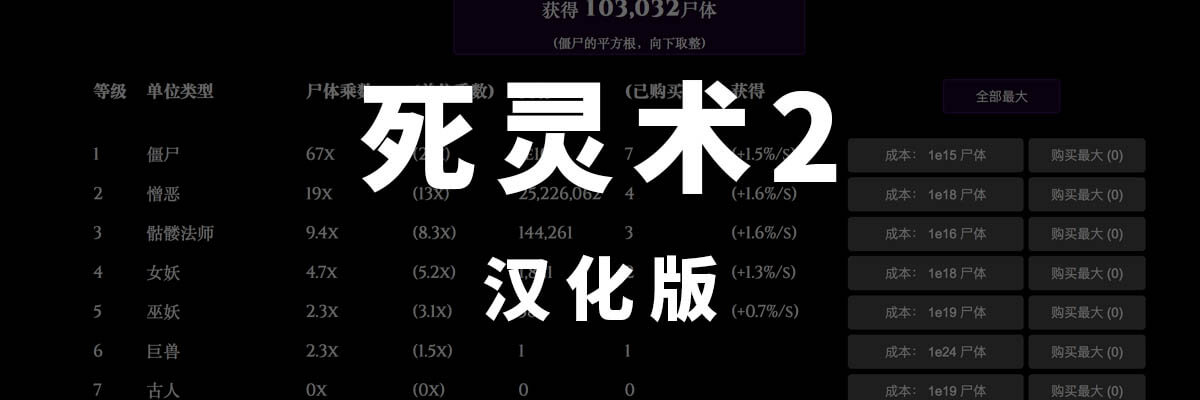 获得 103,032尸体
(僵尸的平方根，向下取整)
等级 单位类型 尸体乘数 (已购买 获得 全部最大
死灵术2
1 僵尸 67X 7 (+1.5%/S) 成本： 1e15 尸体 购买最大 (0)
2 憎恶 19X (13X) 25,226,062 4 (+1.6%/S) 成本： 1e18 尸体 购买最大 (0)
3 骷髅法师 9.4X (8.3X) 144,261 3 (+1.6%/S) 成本： 1e16 尸体 购买最大 (0)
4 女妖 4.7X (5.2X) (+1.3%/S) 成本： 1e18 尸体 购买最大 (0)
汉化版
5 巫妖 2.3X (3.1X) (+0.7%/S) 成本： 1e19 尸体 购买最大 (0)
6 巨兽 2.3X (1.5X) 1 1 成本： 1e24 尸体 购买最大 (0)
7 古人 0X (0X) 0 0 成本： 1e19 尸体 购买最大 (0)